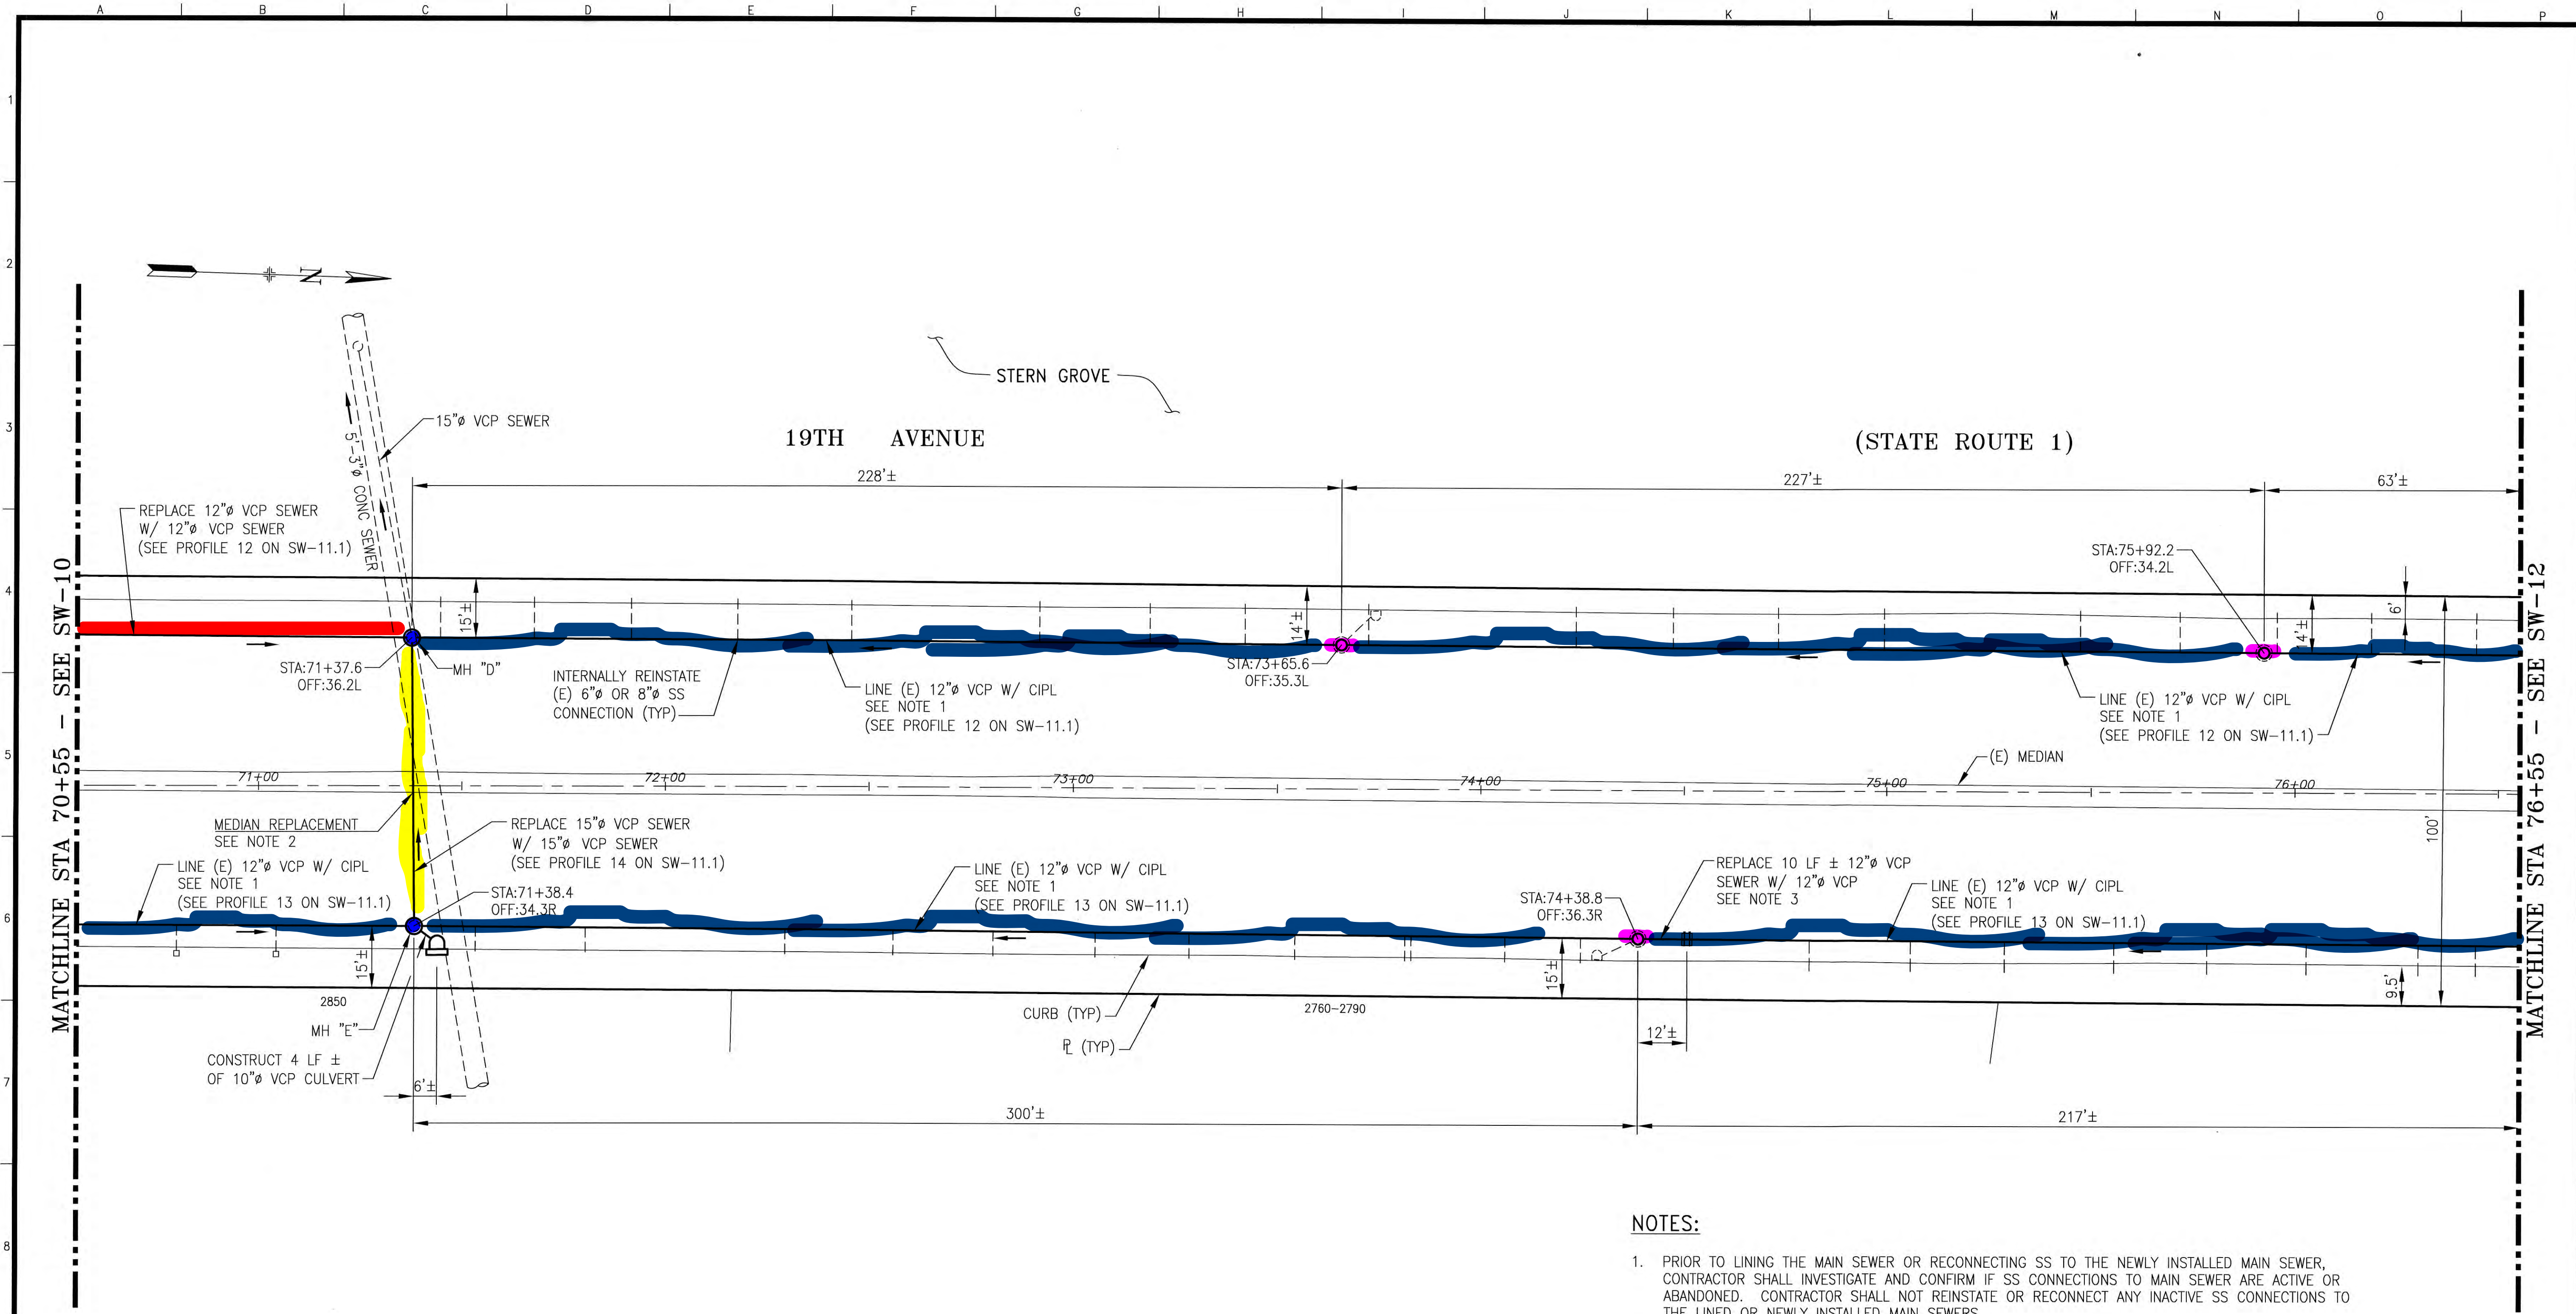 A B C D E F G H I J K L M N O P
1
2
3
4
5
6
7
8
N
STERN GROVE
15"ø VCP SEWER
5'-3"ø CONC SEWER
19TH AVENUE
(STATE ROUTE 1)
228'±
227'±
63'±
REPLACE 12"ø VCP SEWER
W/ 12"ø VCP SEWER
(SEE PROFILE 12 ON SW-11.1)
STA:75+92.2
OFF:34.2L
MATCHLINE STA 70+55 - SEE SW-10
MATCHLINE STA 76+55 - SEE SW-12
15'±
14'±
14'±
6'
STA:71+37.6
OFF:36.2L
MH "D"
INTERNALLY REINSTATE
(E) 6"ø OR 8"ø SS
CONNECTION (TYP)
LINE (E) 12"ø VCP W/ CIPL
SEE NOTE 1
(SEE PROFILE 12 ON SW-11.1)
STA:73+65.6
OFF:35.3L
LINE (E) 12"ø VCP W/ CIPL
SEE NOTE 1
(SEE PROFILE 12 ON SW-11.1)
(E) MEDIAN
71+00
72+00
73+00
74+00
75+00
76+00
MEDIAN REPLACEMENT
SEE NOTE 2
REPLACE 15"ø VCP SEWER
W/ 15"ø VCP SEWER
(SEE PROFILE 14 ON SW-11.1)
100'
LINE (E) 12"ø VCP W/ CIPL
SEE NOTE 1
(SEE PROFILE 13 ON SW-11.1)
STA:71+38.4
OFF:34.3R
LINE (E) 12"ø VCP W/ CIPL
SEE NOTE 1
(SEE PROFILE 13 ON SW-11.1)
STA:74+38.8
OFF:36.3R
REPLACE 10 LF ± 12"ø VCP
SEWER W/ 12"ø VCP
SEE NOTE 3
LINE (E) 12"ø VCP W/ CIPL
SEE NOTE 1
(SEE PROFILE 13 ON SW-11.1)
15'±
15'±
9.5'
2850
MH "E"
CURB (TYP)
2760-2790
PL (TYP)
12'±
CONSTRUCT 4 LF ±
OF 10"ø VCP CULVERT
6'±
300'±
217'±
NOTES:
1. PRIOR TO LINING THE MAIN SEWER OR RECONNECTING SS TO THE NEWLY INSTALLED MAIN SEWER,
CONTRACTOR SHALL INVESTIGATE AND CONFIRM IF SS CONNECTIONS TO MAIN SEWER ARE ACTIVE OR
ABANDONED. CONTRACTOR SHALL NOT REINSTATE OR RECONNECT ANY INACTIVE SS CONNECTIONS TO
THE LINED OR NEWLY INSTALLED MAIN SEWERS.